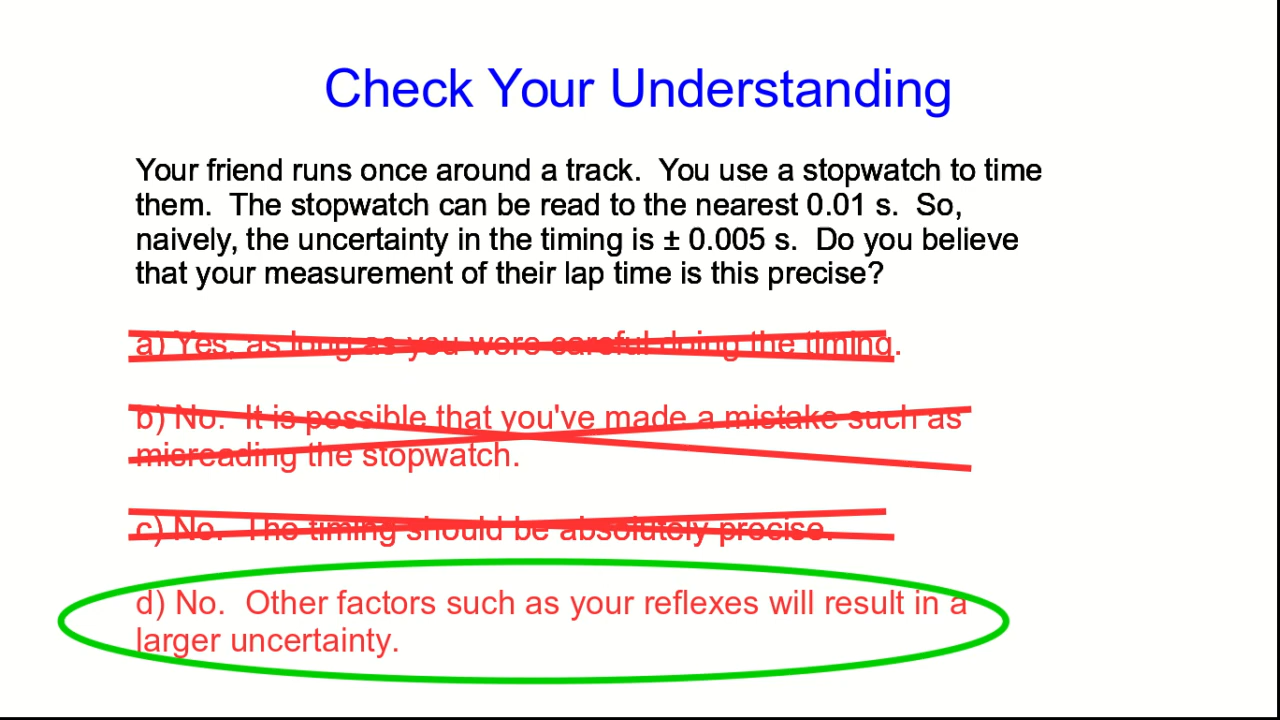 Check Your Understanding
Your friend runs once around a track.  You use a stopwatch to time
them.  The stopwatch can be read to the nearest 0.01 s.  So,
naively, the uncertainty in the timing is ± 0.005 s.  Do you believe
that your measurement of their lap time is this precise?
a) Yes, as long as you were careful doing the timing.
b) No.  It is possible that you've made a mistake such as
misreading the stopwatch.
c) No.  The timing should be absolutely precise.
d) No.  Other factors such as your reflexes will result in a
larger uncertainty.